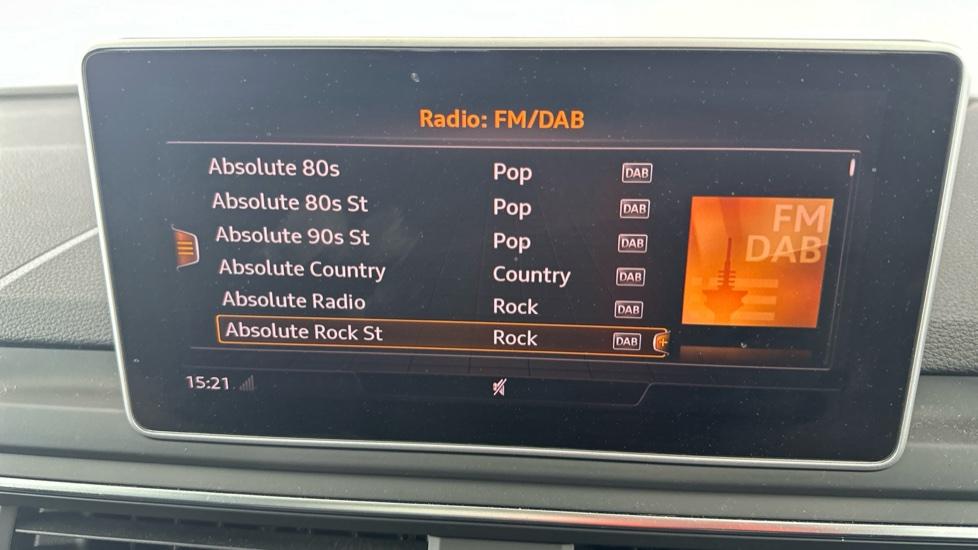 Radio: FM/DAB
Absolute 80s Pop DAB
Absolute 80s St Pop DAB
Absolute 90s St Pop DAB
Absolute Country Country DAB
Absolute Radio Rock DAB
Absolute Rock St Rock DAB
FM
DAB
15:21